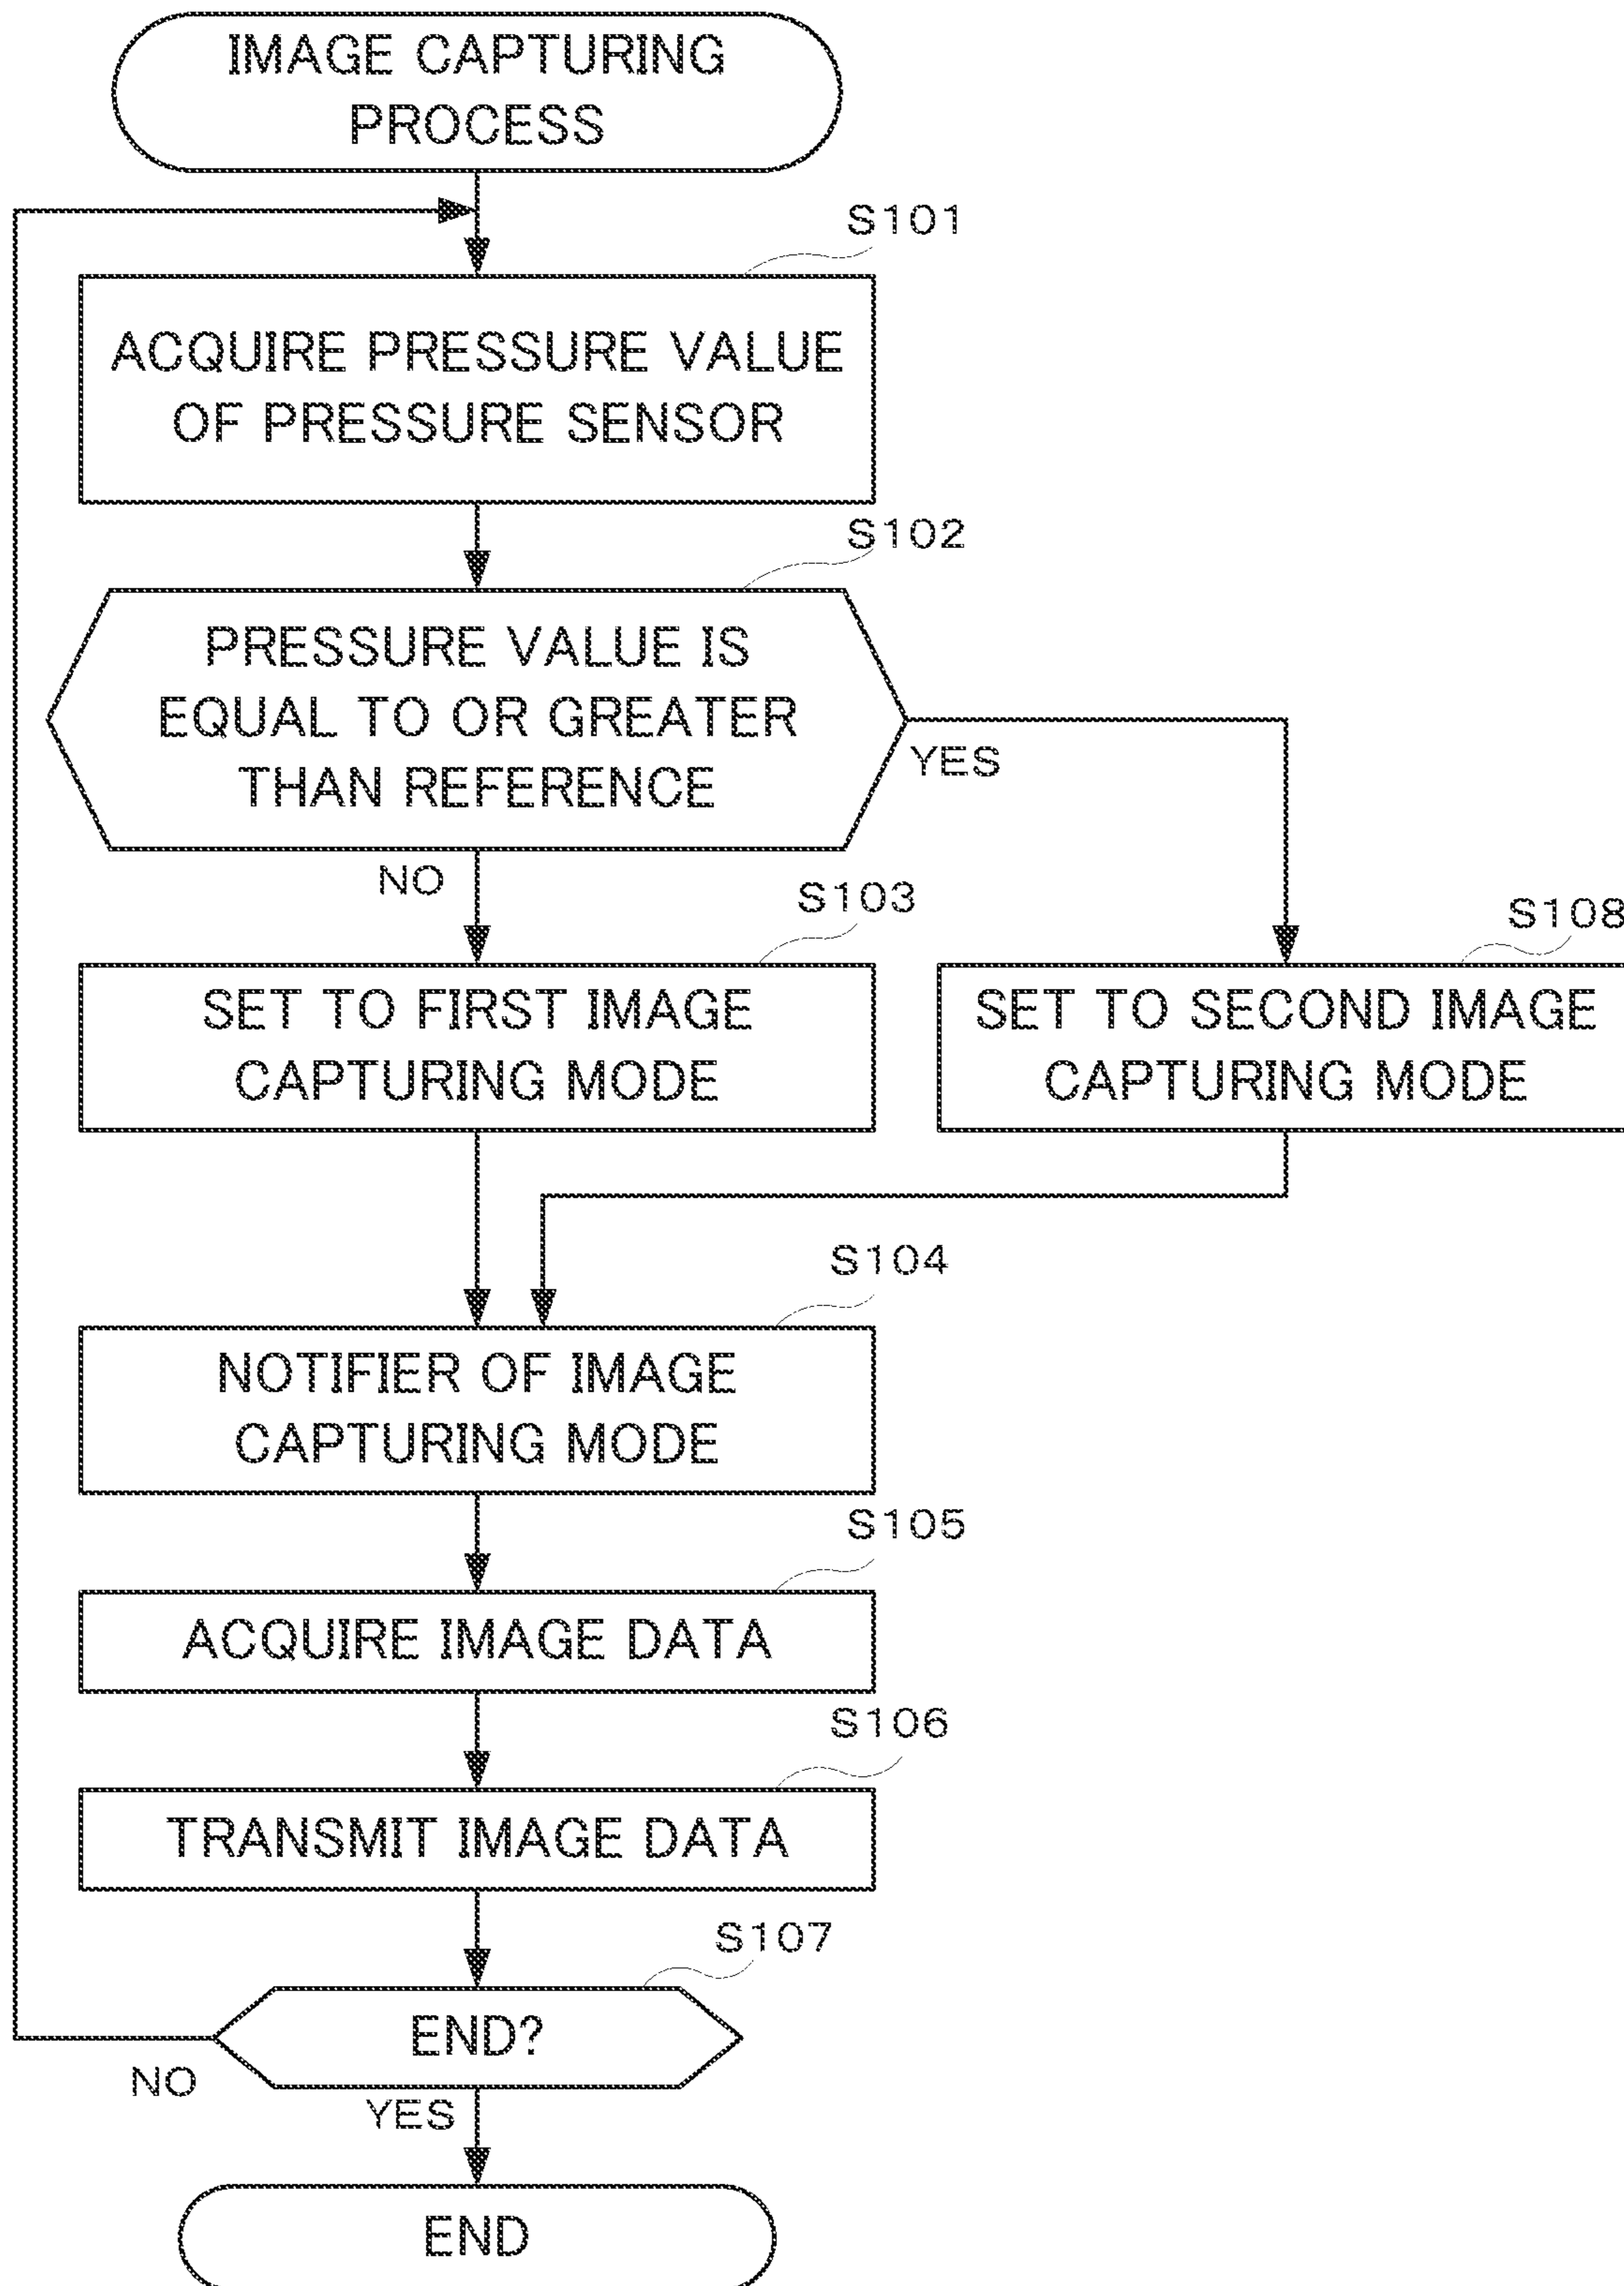 IMAGE CAPTURING
PROCESS
S101
ACQUIRE PRESSURE VALUE
OF PRESSURE SENSOR
S102
PRESSURE VALUE IS
EQUAL TO OR GREATER
THAN REFERENCE
YES
NO
S103
S108
SET TO FIRST IMAGE
CAPTURING MODE
SET TO SECOND IMAGE
CAPTURING MODE
S104
NOTIFIER OF IMAGE
CAPTURING MODE
S105
ACQUIRE IMAGE DATA
S106
TRANSMIT IMAGE DATA
S107
END?
NO
YES
END